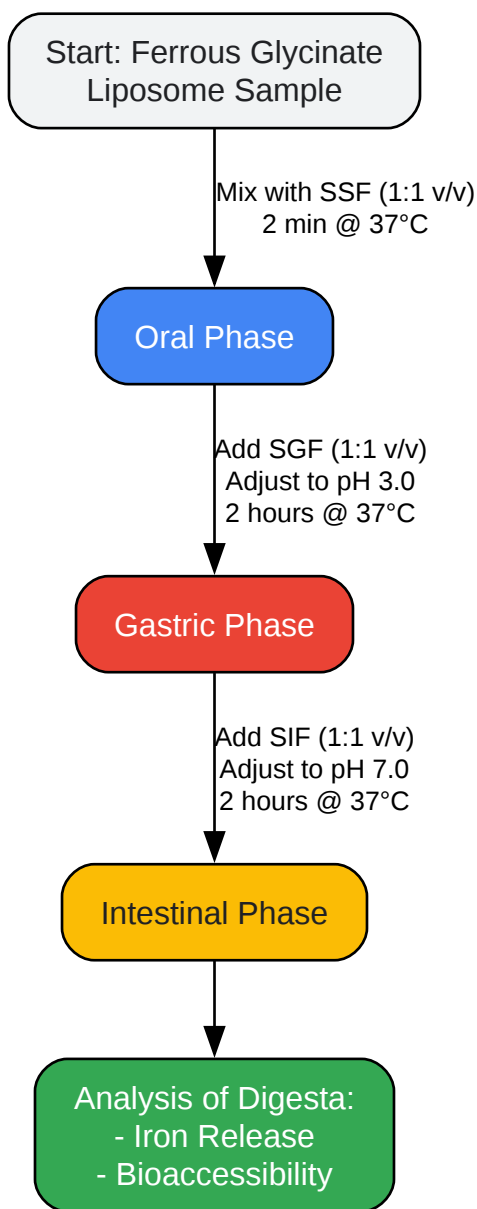 Start: Ferrous Glycinate
Liposome Sample
Mix with SSF (1:1 v/v)
2 min @ 37°C
Oral Phase
Add SGF (1:1 v/v)
Adjust to pH 3.0
2 hours @ 37°C
Gastric Phase
Add SIF (1:1 v/v)
Adjust to pH 7.0
2 hours @ 37°C
Intestinal Phase
Analysis of Digesta:
- Iron Release
- Bioaccessibility